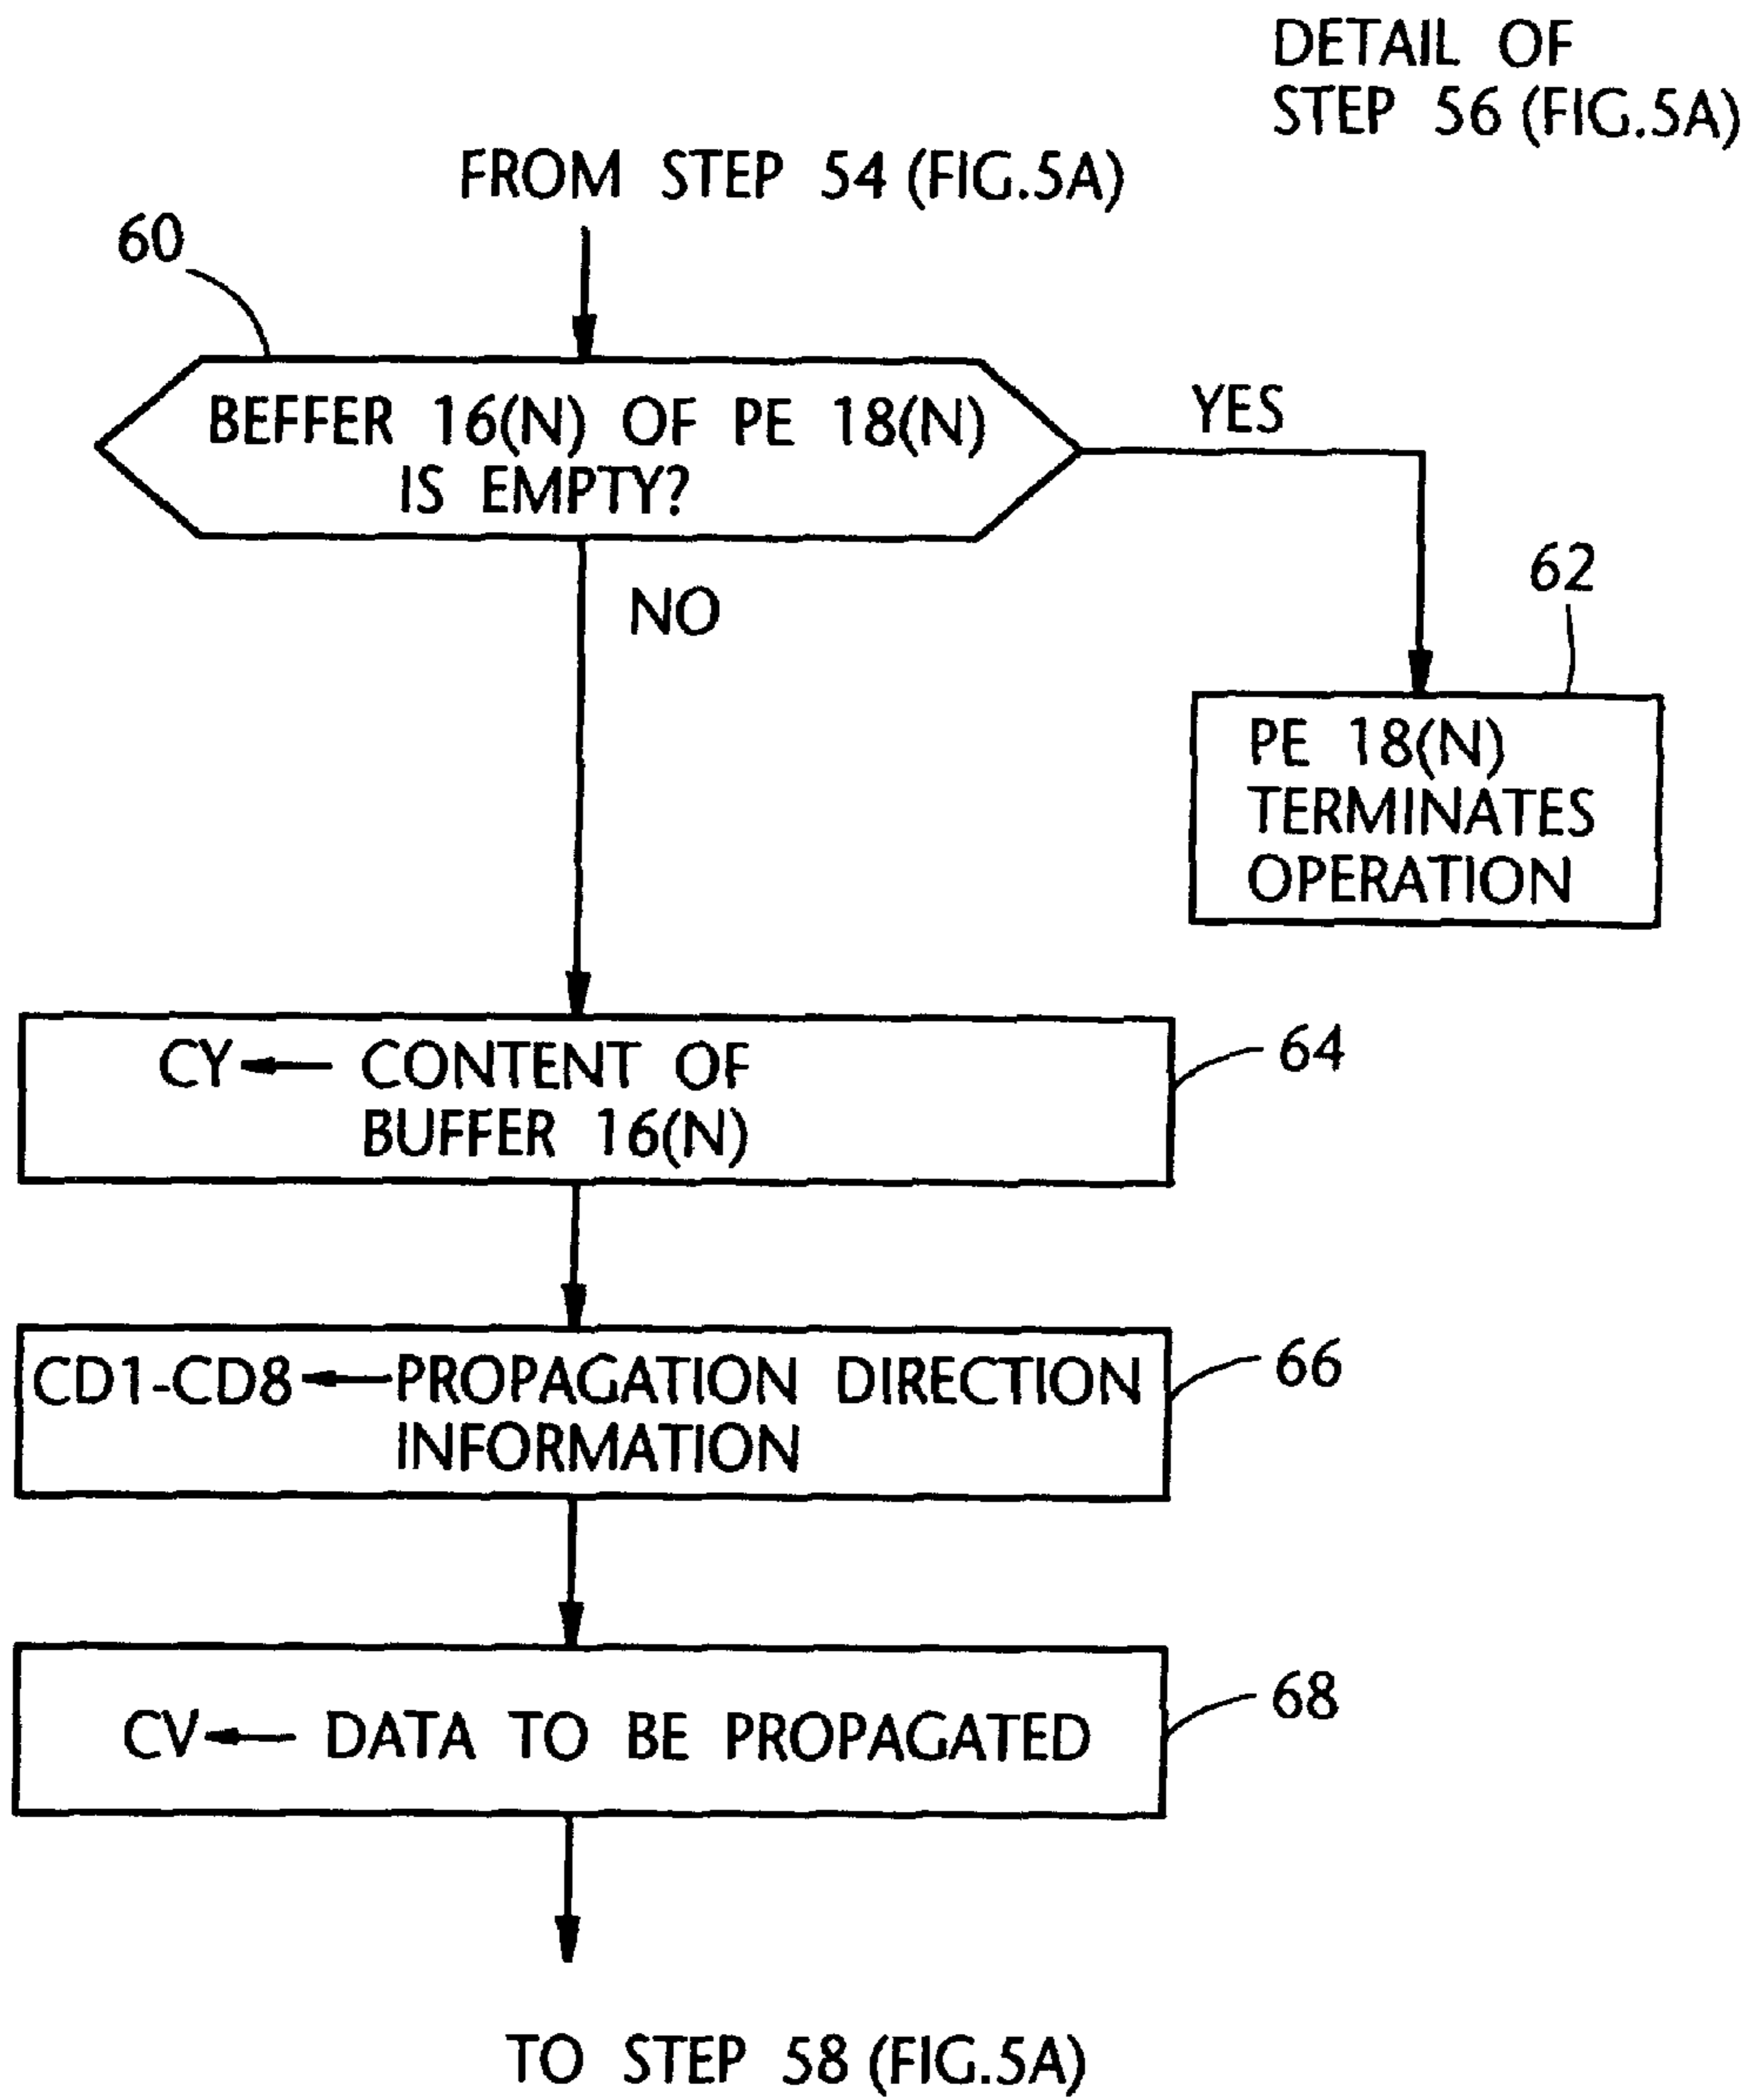 DETAIL OF
STEP 56 (FIG.5A)
FROM STEP 54 (FIG.5A)
60
BEFFER 16(N) OF PE 18(N)
IS EMPTY?
YES
NO
62
PE 18(N)
TERMINATES
OPERATION
CY ← CONTENT OF
BUFFER 16(N)
64
CD1-CD8 ← PROPAGATION DIRECTION
INFORMATION
66
CV ← DATA TO BE PROPAGATED
68
TO STEP 58 (FIG.5A)